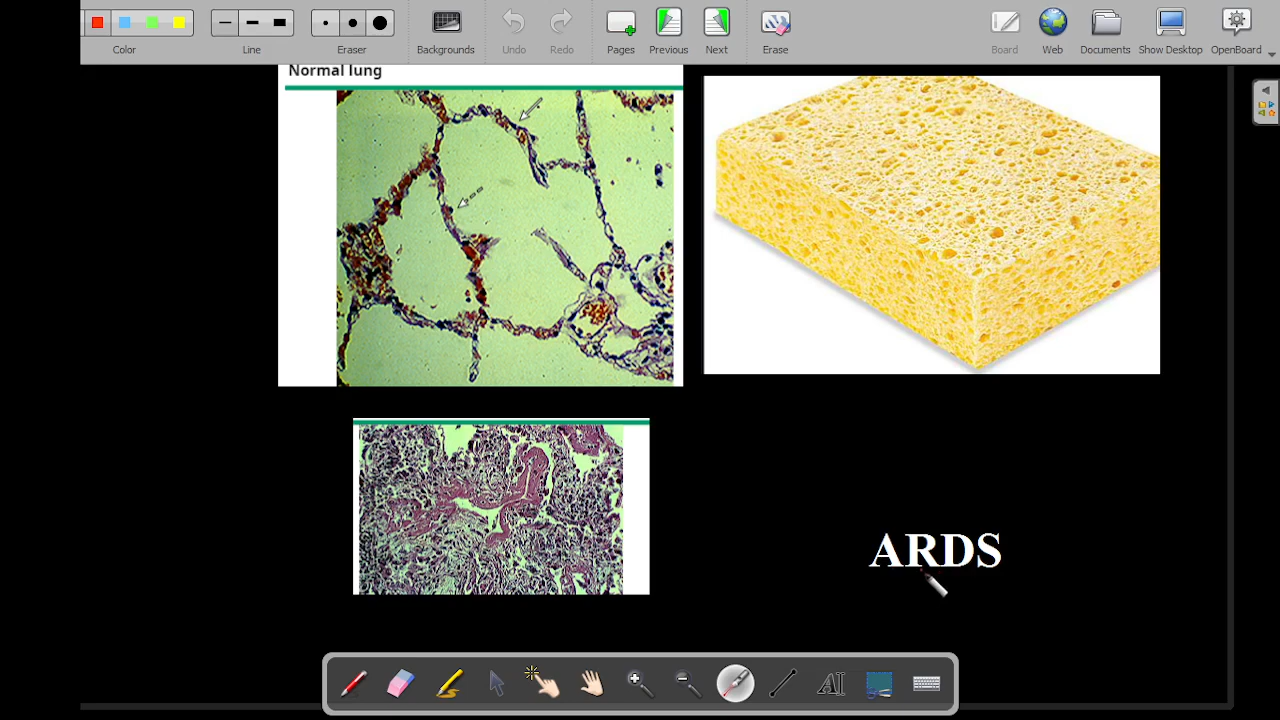 Color
Line
Eraser
Backgrounds
Undo
Redo
Pages
Previous
Next
Erase
Board
Web
Documents
Show Desktop
OpenBoard
Normal lung
ARDS
AI